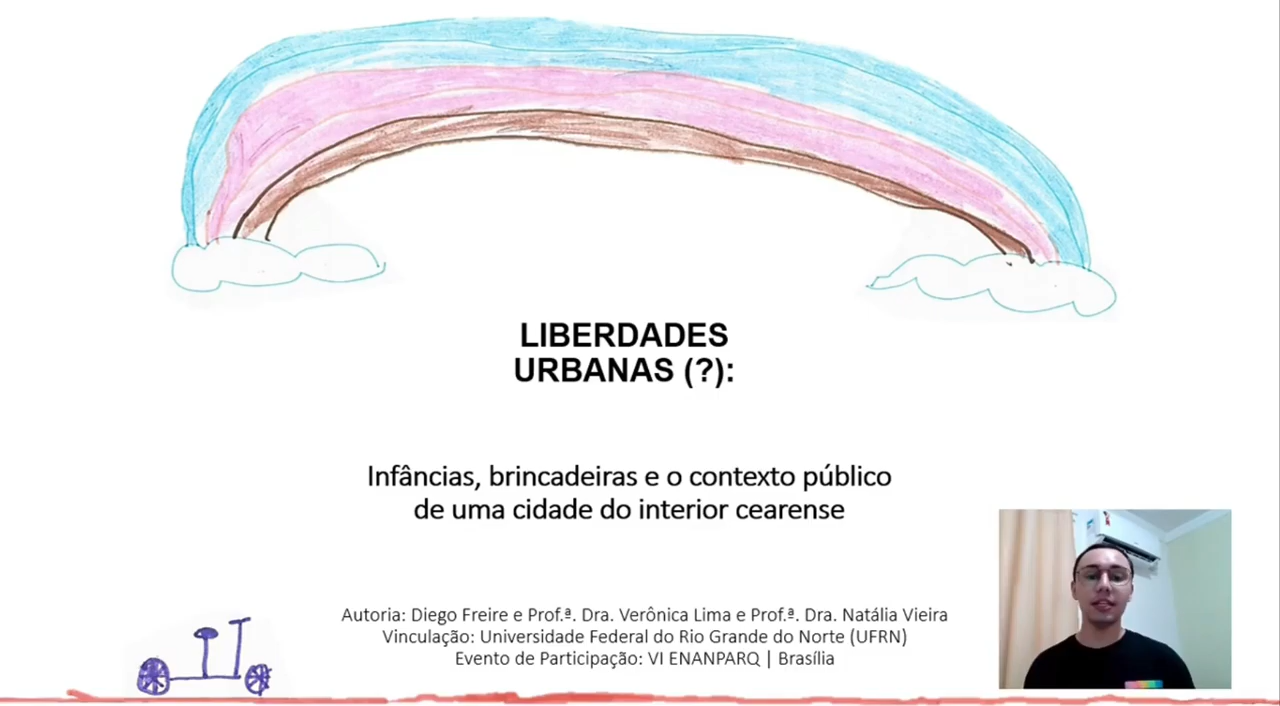 LIBERDADES
URBANAS (?):
Infâncias, brincadeiras e o contexto público
de uma cidade do interior cearense
Autoria: Diego Freire e Prof.ª. Dra. Verônica Lima e Prof.ª. Dra. Natália Vieira
Vinculação: Universidade Federal do Rio Grande do Norte (UFRN)
Evento de Participação: VI ENANPARQ | Brasília